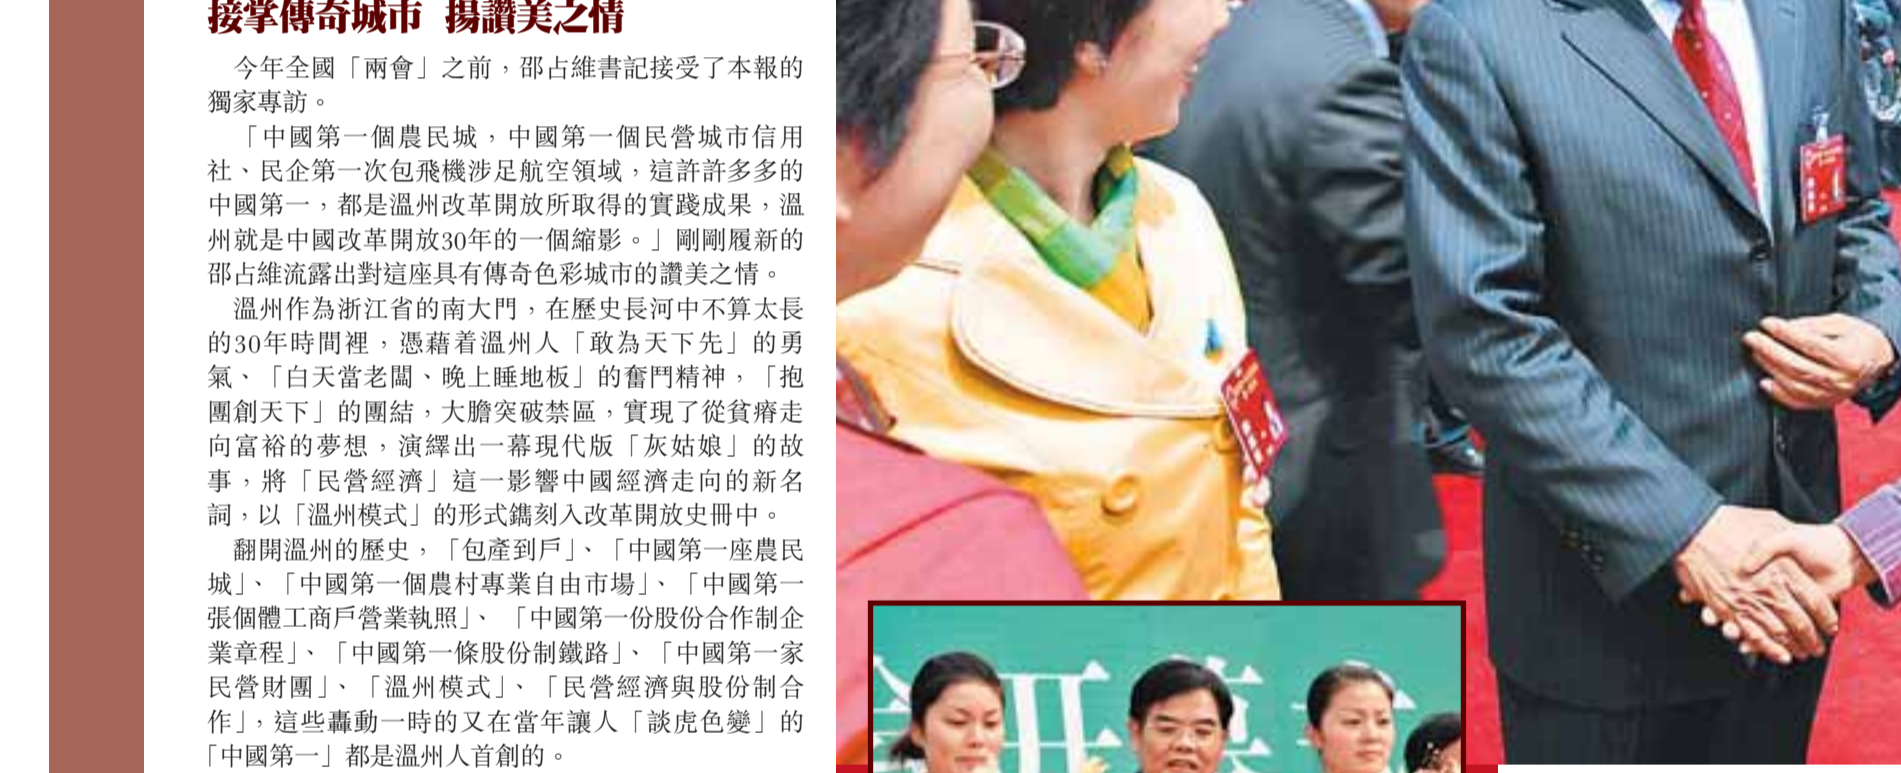 接掌傳奇城市 揚讚美之情
今年全國「兩會」之前，邵占維書記接受了本報的
獨家專訪。
「中國第一個農民城，中國第一個民營城市信用
社、民企第一次包飛機涉足航空領域，這許許多多的
中國第一，都是溫州改革開放所取得的實踐成果，溫
州就是中國改革開放30年的一個縮影。」剛剛履新的
邵占維流露出對這座具有傳奇色彩城市的讚美之情。
溫州作為浙江省的南大門，在歷史長河中不算太長
的30年時間裡，憑藉着溫州人「敢為天下先」的勇
氣、「白天當老闆、晚上睡地板」的奮鬥精神，「抱
團創天下」的團結，大膽突破禁區，實現了從貧瘠走
向富裕的夢想，演繹出一幕現代版「灰姑娘」的故
事，將「民營經濟」這一影響中國經濟走向的新名
詞，以「溫州模式」的形式鐫刻入改革開放史冊中。
翻開溫州的歷史，「包產到戶」、「中國第一座農民
城」、「中國第一個農村專業自由市場」、「中國第一
張個體工商戶營業執照」、「中國第一份股份合作制企
業章程」、「中國第一條股份制鐵路」、「中國第一家
民營財團」、「溫州模式」、「民營經濟與股份制合
作」，這些轟動一時的又在當年讓人「談虎色變」的
「中國第一」都是溫州人首創的。